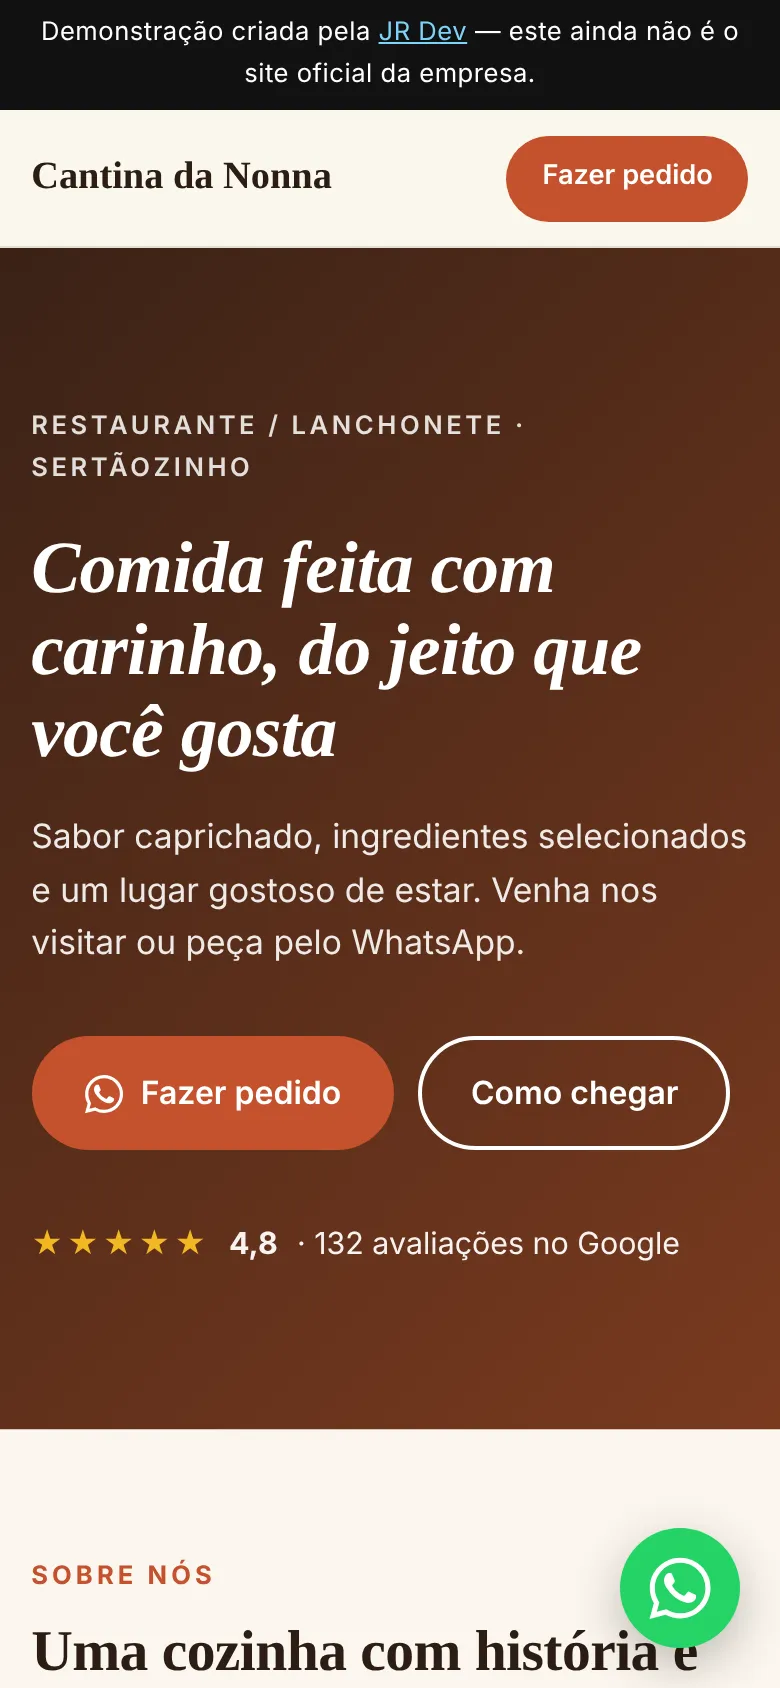 Demonstração criada pela JR Dev — este ainda não é o
site oficial da empresa.
Cantina da Nonna
Fazer pedido
RESTAURANTE / LANCHONETE ·
SERTÃOZINHO
Comida feita com
carinho, do jeito que
você gosta
Sabor caprichado, ingredientes selecionados
e um lugar gostoso de estar. Venha nos
visitar ou peça pelo WhatsApp.
Fazer pedido
Como chegar
★★★★★ 4,8 · 132 avaliações no Google
SOBRE NÓS
Uma cozinha com história e